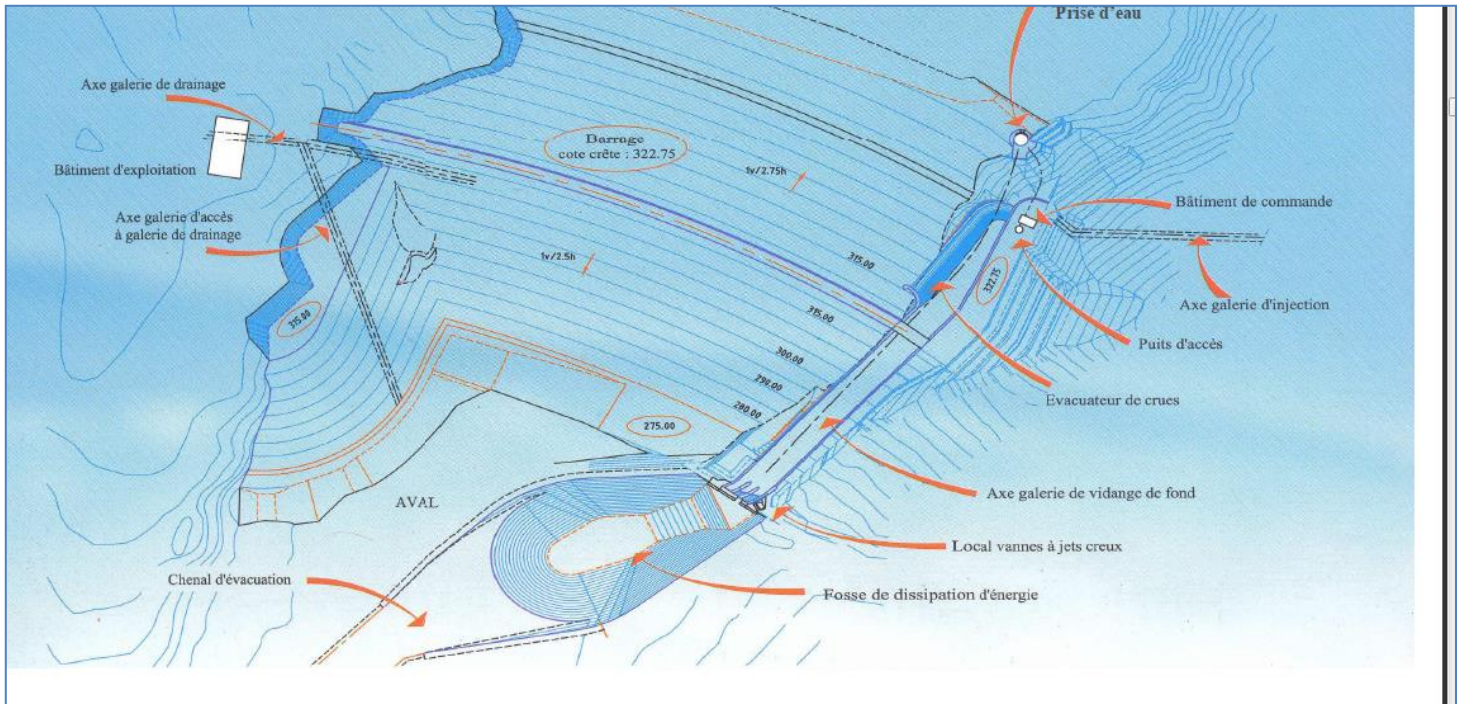 Prise d'eau
Axe galerie de drainage
Barrage
cote crête : 322.75
1v/2.75h
Bâtiment d'exploitation
Bâtiment de commande
Axe galerie d'accès
à galerie de drainage
1v/2.5h
315.00
322.75
Axe galerie d'injection
315.00
315.00
Puits d'accès
300.00
290.00
280.00
Evacuateur de crues
275.00
AVAL
Axe galerie de vidange de fond
Local vannes à jets creux
Chenal d'évacuation
Fosse de dissipation d'énergie